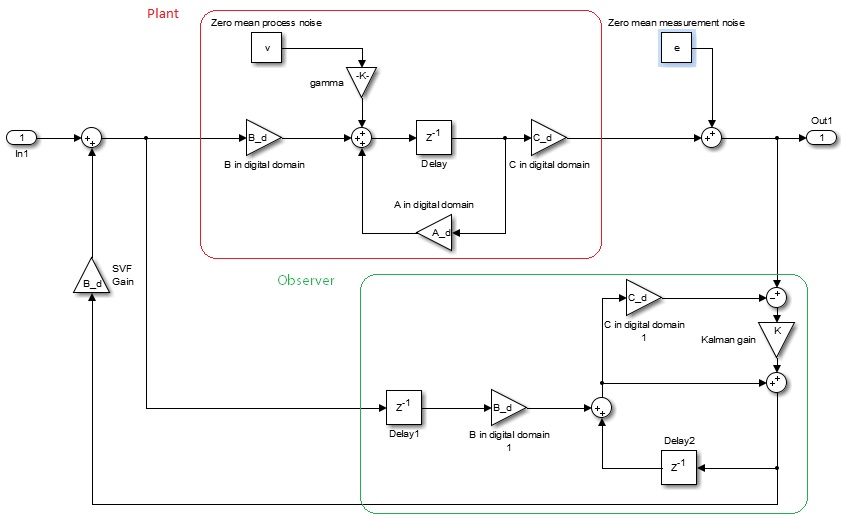 Plant
Zero mean process noise
Zero mean measurement noise
v
e
-K-
gamma
Out1
1
In1
1
B_d
B in digital domain
z-1
Delay
C_d
C in digital domain
A in digital domain
A_d
Observer
SVF
Gain
B_d
C_d
C in digital domain
1
K
Kalman gain
z-1
Delay1
B_d
B in digital domain
1
Delay2
z-1